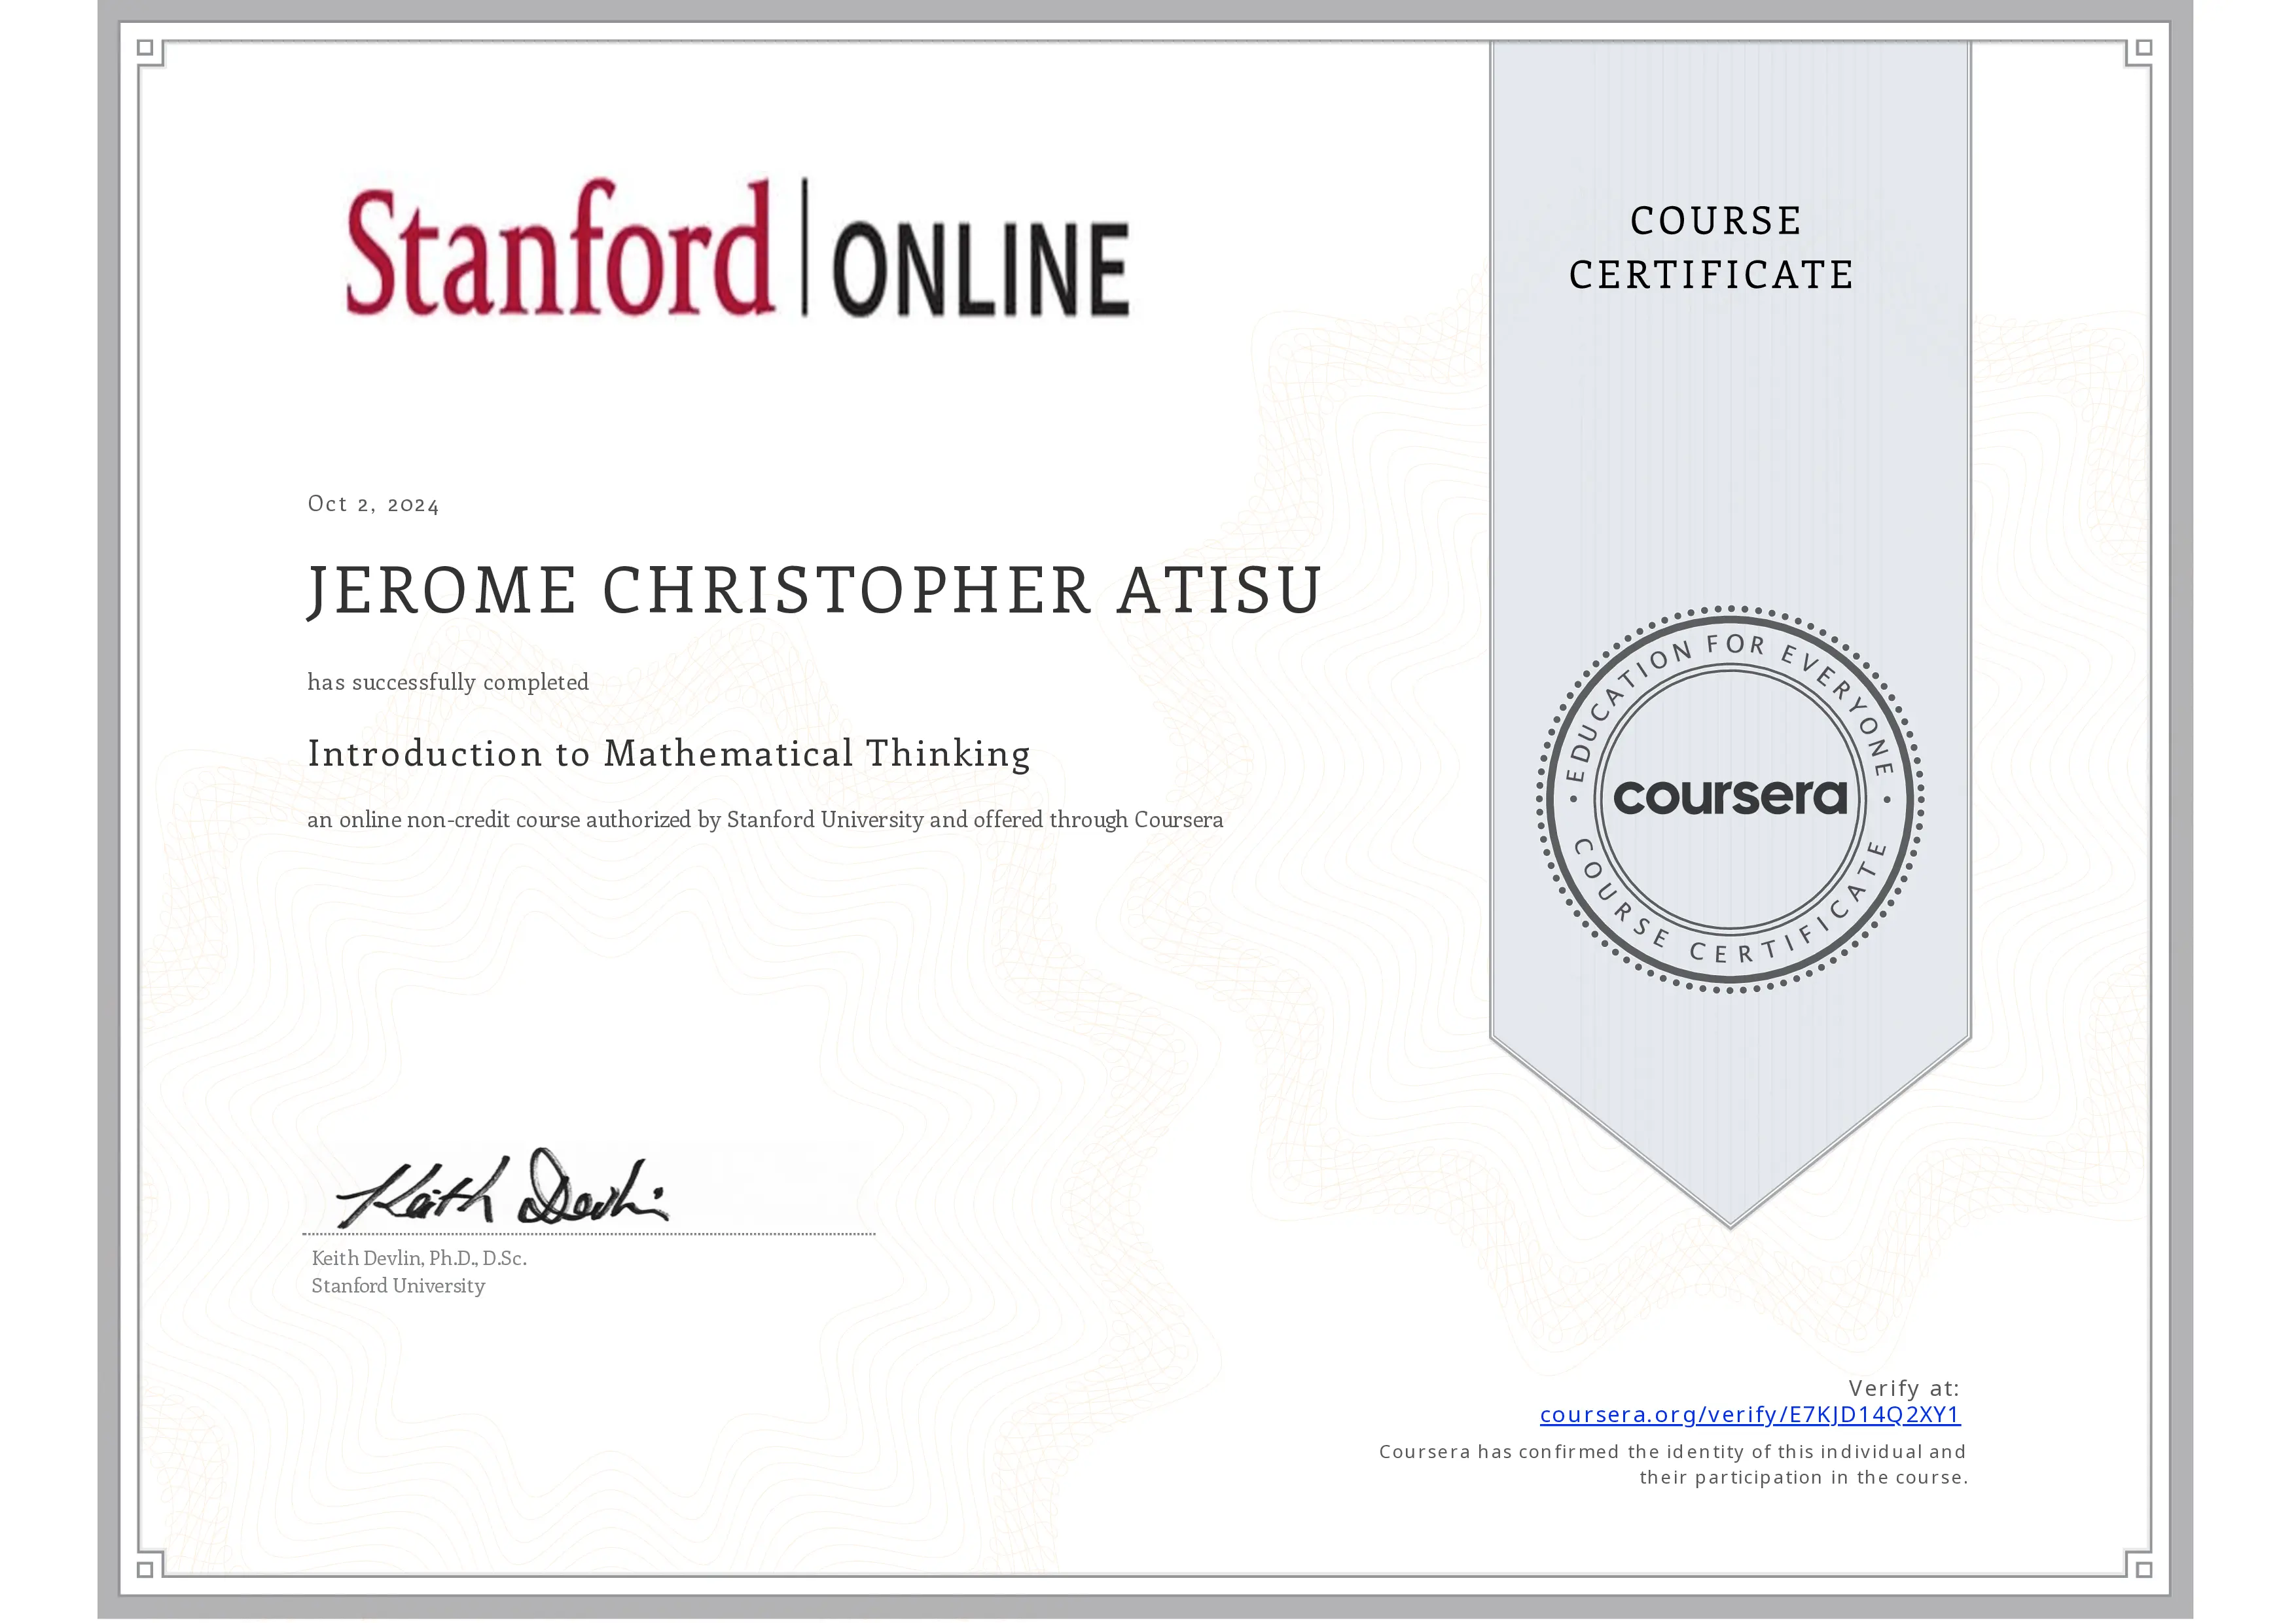 Stanford | ONLINE
COURSE
CERTIFICATE
Oct 2, 2024
JEROME CHRISTOPHER ATISU
has successfully completed
Introduction to Mathematical Thinking
an online non-credit course authorized by Stanford University and offered through Coursera
EDUCATION FOR EVERYONE
coursera
COURSE CERTIFICATE
Keith Devlin
Keith Devlin, Ph.D., D.Sc.
Stanford University
Verify at:
coursera.org/verify/E7KJD14Q2XY1
Coursera has confirmed the identity of this individual and
their participation in the course.